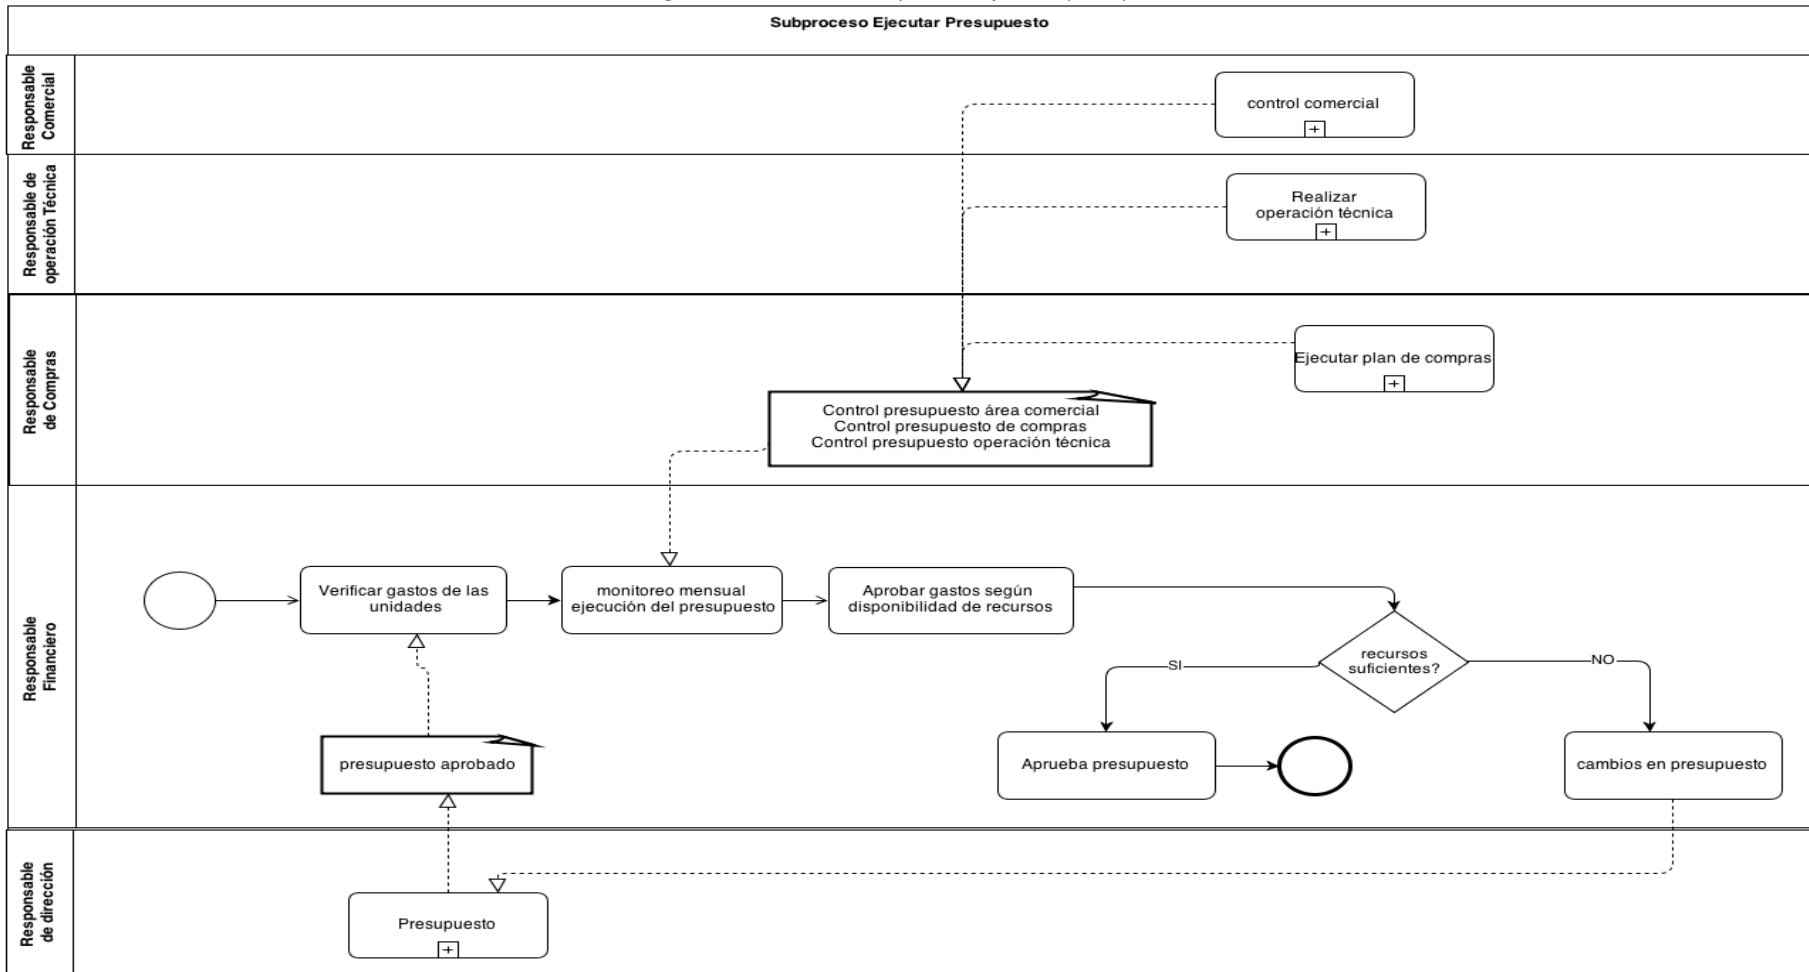 Subproceso Ejecutar Presupuesto
Responsable
Comercial
control comercial
+
Responsable de
operación Técnica
Realizar
operación técnica
+
Responsable
de Compras
Ejecutar plan de compras
+
Control presupuesto área comercial
Control presupuesto de compras
Control presupuesto operación técnica
Responsable
Financiero
Verificar gastos de las
unidades
monitoreo mensual
ejecución del presupuesto
Aprobar gastos según
disponibilidad de recursos
recursos
suficientes?
SI
NO
presupuesto aprobado
Aprueba presupuesto
cambios en presupuesto
Responsable
de dirección
Presupuesto
+